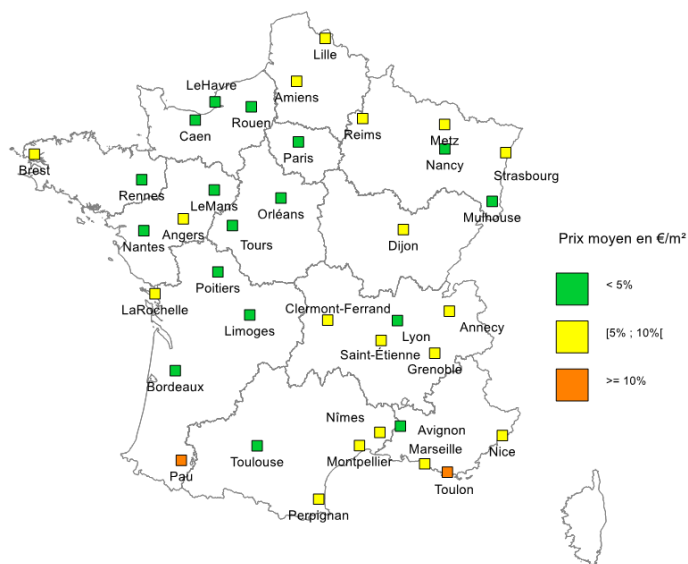 Lille
LeHavre
Amiens
Rouen
Caen
Reims
Metz
Paris
Nancy
Brest
Strasbourg
Rennes
LeMans
Orléans
Mulhouse
Angers
Nantes
Tours
Dijon
Prix moyen en €/m²
Poitiers
< 5%
LaRochelle
Clermont-Ferrand
Annecy
Limoges
Lyon
[5% ; 10%[
Saint-Étienne
Grenoble
Bordeaux
>= 10%
Nîmes
Avignon
Marseille
Nice
Toulouse
Montpellier
Pau
Toulon
Perpignan